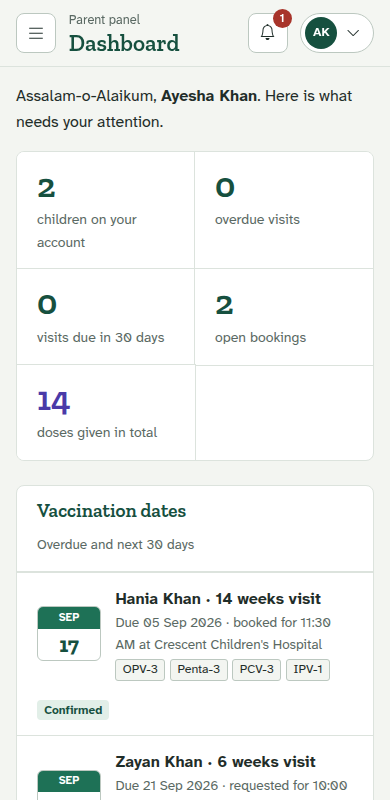 Parent panel
Dashboard
1
AK
Assalam-o-Alaikum, Ayesha Khan. Here is what
needs your attention.
2
children on your
account
0
overdue visits
0
visits due in 30 days
2
open bookings
14
doses given in total
Vaccination dates
Overdue and next 30 days
SEP
17
Hania Khan · 14 weeks visit
Due 05 Sep 2026 · booked for 11:30
AM at Crescent Children's Hospital
OPV-3 Penta-3 PCV-3 IPV-1
Confirmed
SEP
Zayan Khan · 6 weeks visit
Due 21 Sep 2026 · requested for 10:00